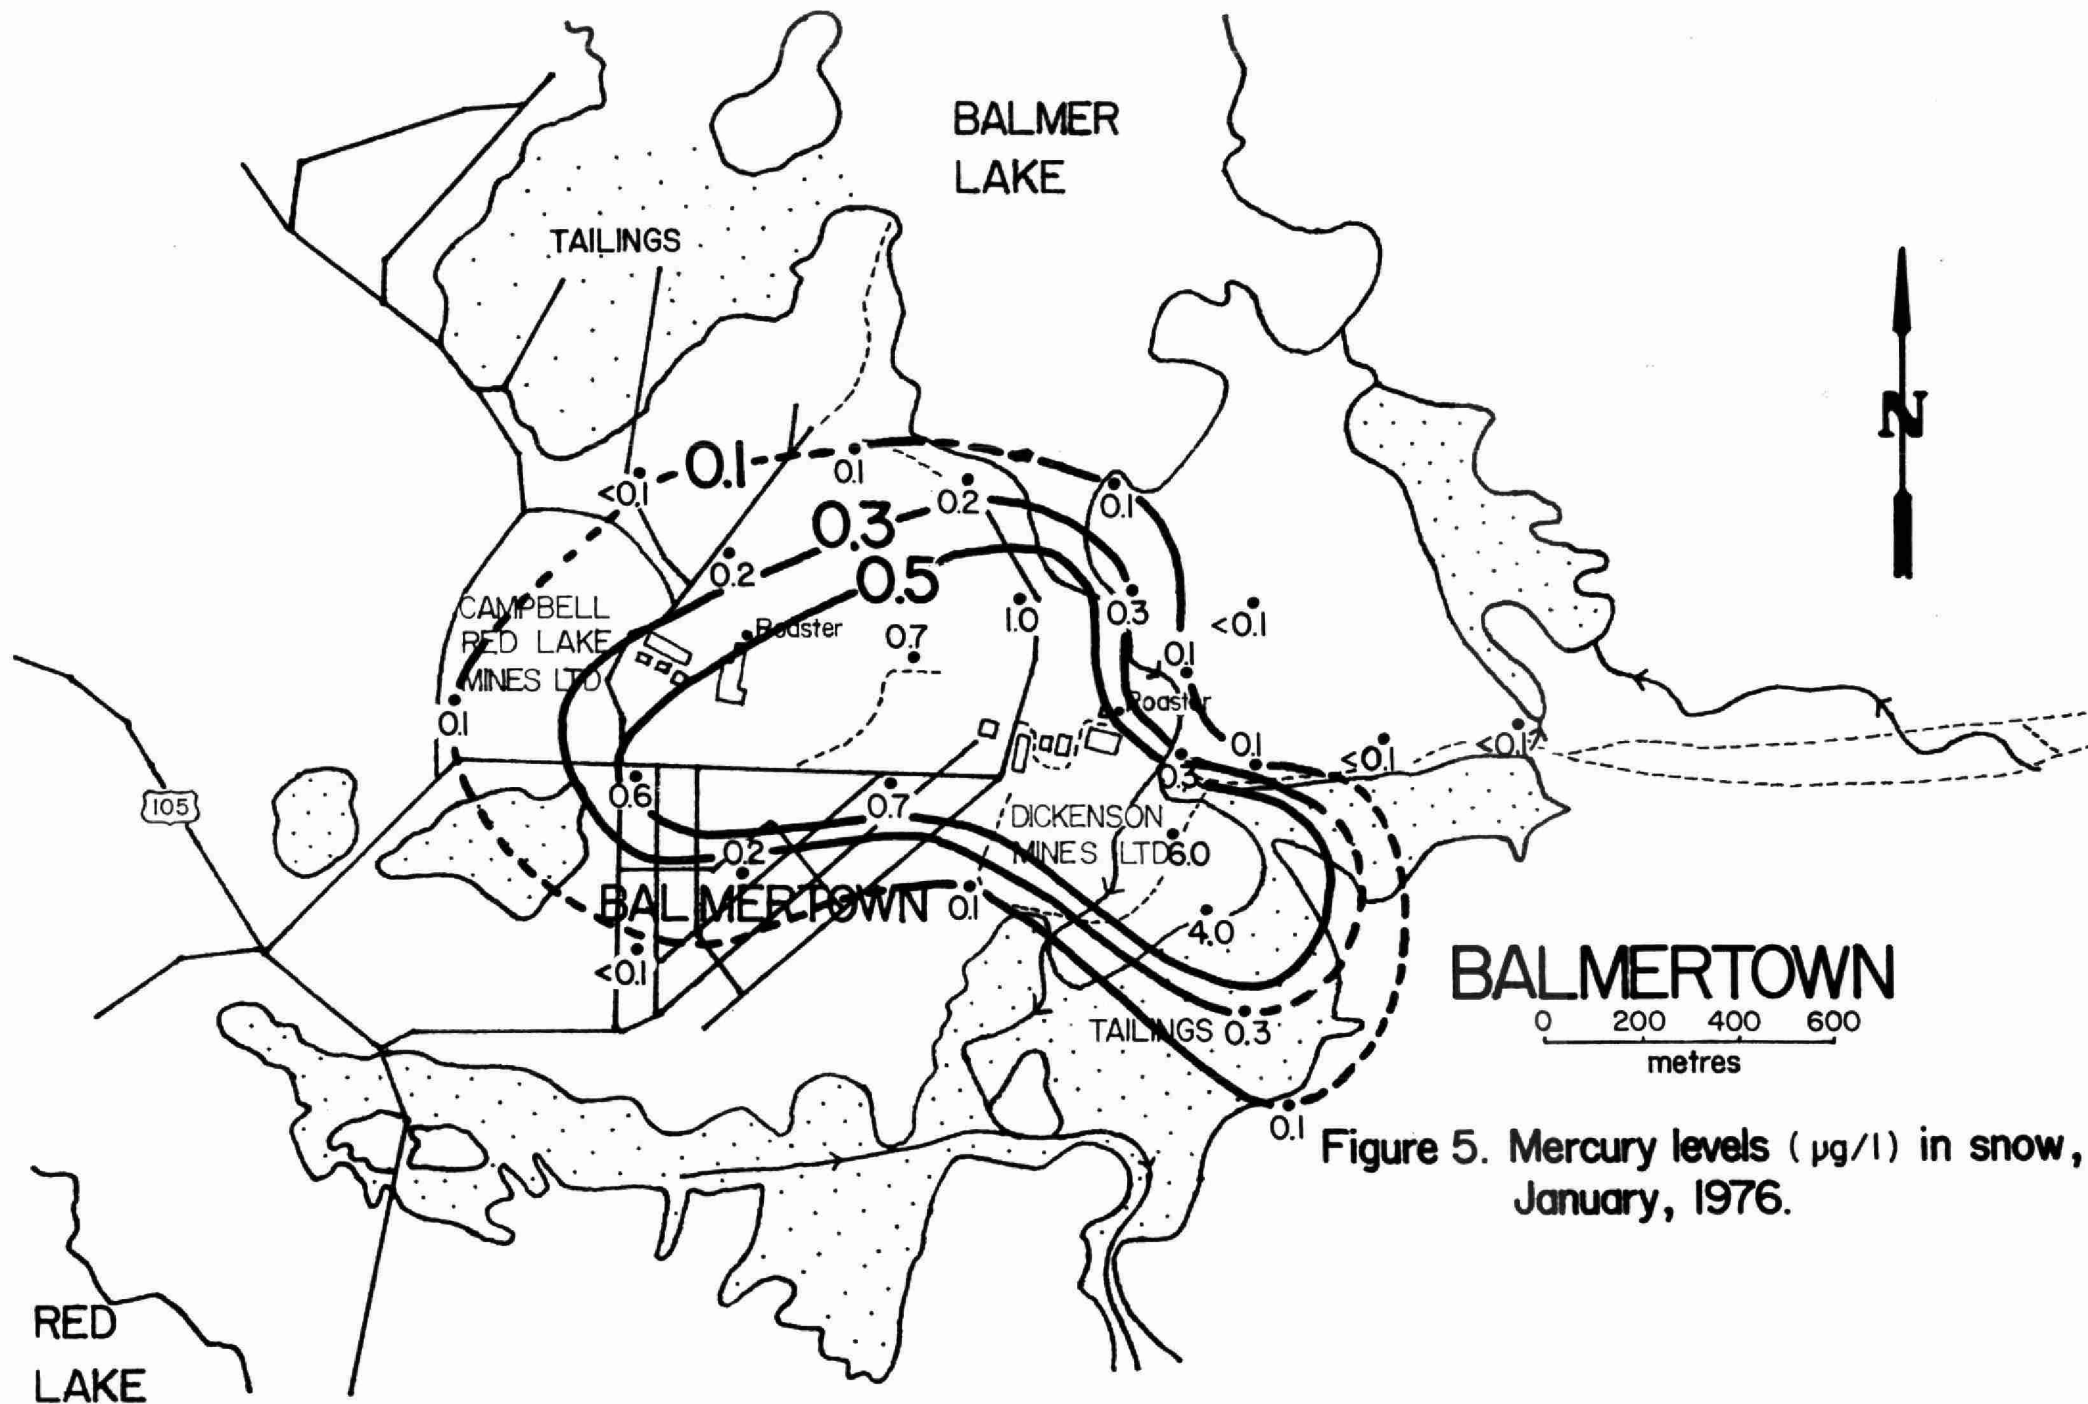 BALMER
LAKE
TAILINGS
N
0.1
0.1
<0.1
0.2
0.1
0.3
0.2
0.5
CAMPBELL
RED LAKE
MINES LTD
Roaster
0.7
1.0
0.3
<0.1
0.1
0.1
Roaster
105
0.1
<0.1
<0.1
0.3
0.6
0.7
DICKENSON
MINES LTD
6.0
0.2
BALMERTOWN
0.1
4.0
<0.1
BALMERTOWN
0 200 400 600
metres
TAILINGS
0.3
0.1
Figure 5. Mercury levels (µg/l) in snow,
January, 1976.
RED
LAKE